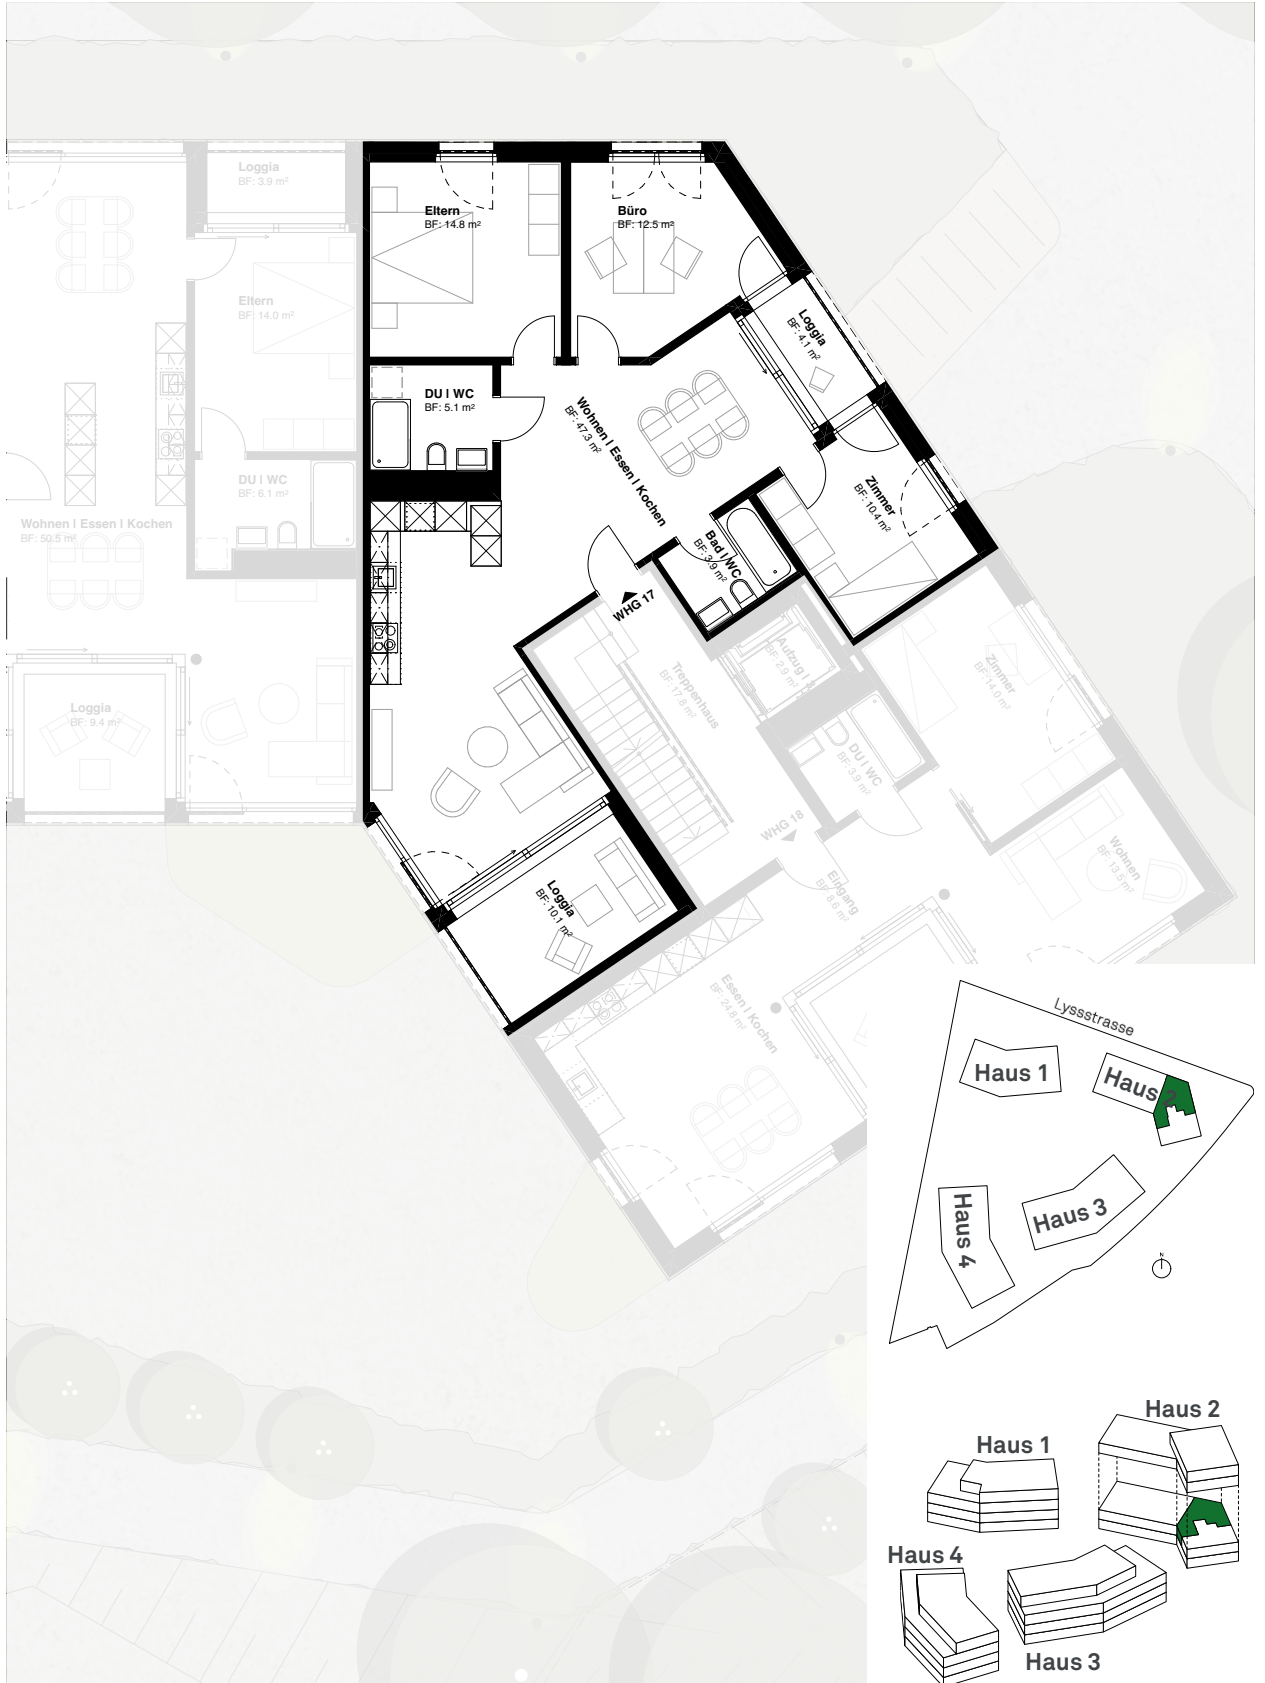 Loggia
BF: 3.9 m²
Eltern
BF: 14.8 m²
Büro
BF: 12.5 m²
Eltern
BF: 14.0 m²
Loggia
BF: 4.1 m²
DU I WC
BF: 5.1 m²
Wohnen I Essen I Kochen
BF: 47.3 m²
DU I WC
BF: 6.1 m²
Zimmer
BF: 10.4 m²
Wohnen I Essen I Kochen
BF: 50.5 m²
Bad I WC
BF: 3.9 m²
WHG 17
Treppenhaus
BF: 17.8 m²
Aufzug I
BF: 2.9 m²
Zimmer
BF: 14.0 m²
Loggia
BF: 9.4 m²
DU I WC
BF: 3.9 m²
WHG 18
Wohnen
BF: 13.5 m²
Eingang
BF: 8.6 m²
Loggia
BF: 10.1 m²
Essen I Kochen
BF: 24.8 m²
Lyssstrasse
Haus 1
Haus 2
Haus 3
Haus 4
N
Haus 2
Haus 1
Haus 4
Haus 3